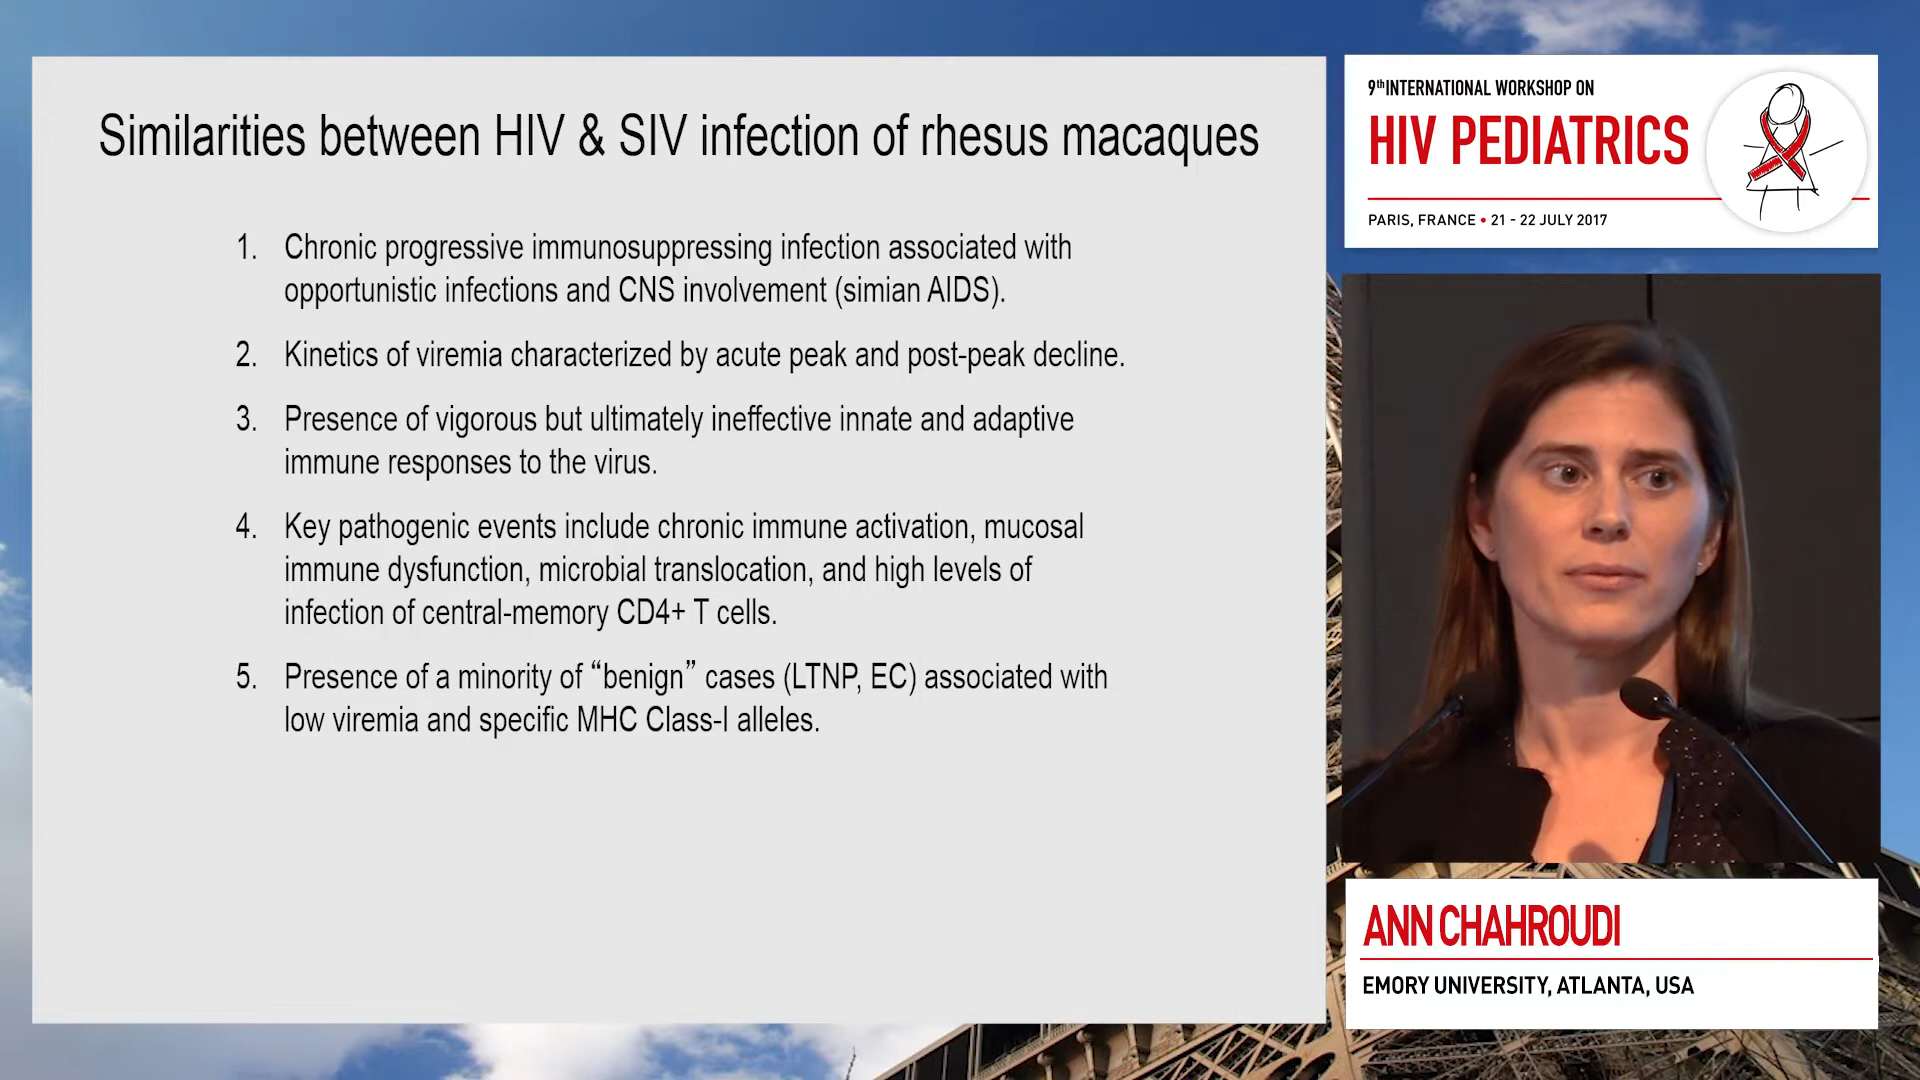 Similarities between HIV & SIV infection of rhesus macaques
1. Chronic progressive immunosuppressing infection associated with
opportunistic infections and CNS involvement (simian AIDS).
2. Kinetics of viremia characterized by acute peak and post-peak decline.
3. Presence of vigorous but ultimately ineffective innate and adaptive
immune responses to the virus.
4. Key pathogenic events include chronic immune activation, mucosal
immune dysfunction, microbial translocation, and high levels of
infection of central-memory CD4+ T cells.
5. Presence of a minority of “benign” cases (LTNP, EC) associated with
low viremia and specific MHC Class-I alleles.
9th INTERNATIONAL WORKSHOP ON
HIV PEDIATRICS
PARIS, FRANCE • 21 - 22 JULY 2017
ANN CHAHROUDI
EMORY UNIVERSITY, ATLANTA, USA